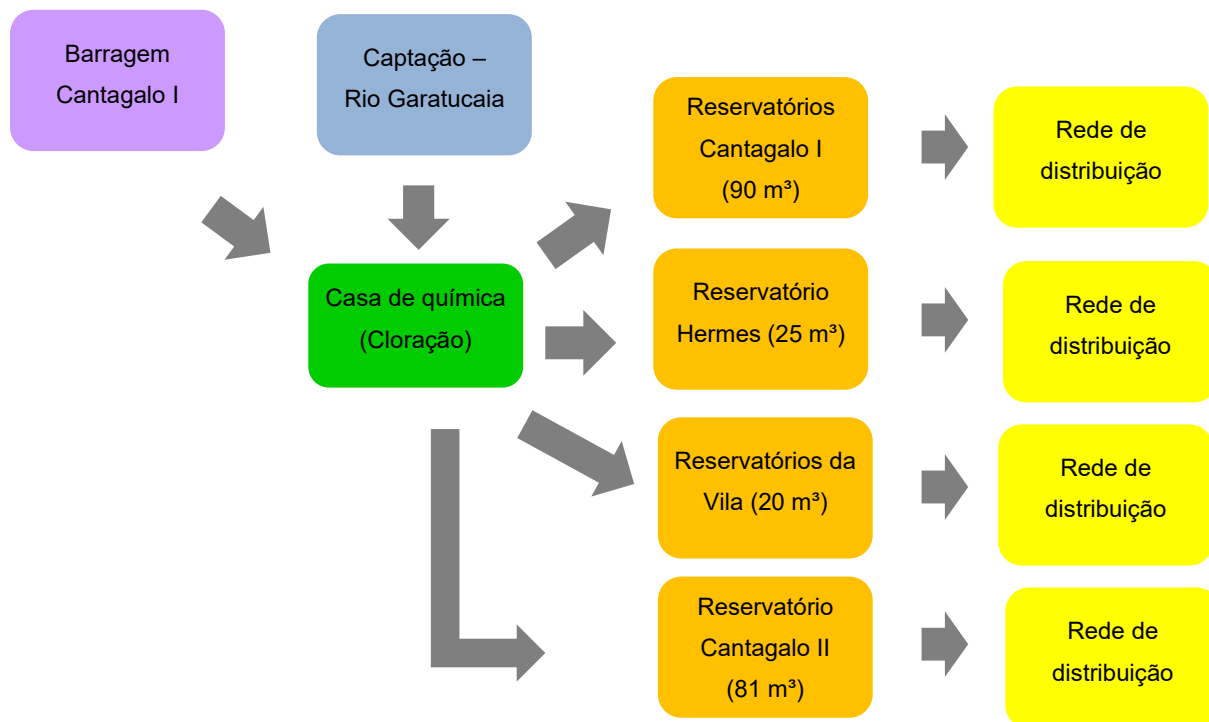 Barragem
Cantagalo I
Captação –
Rio Garatucaia
Reservatórios
Cantagalo I
(90 m³)
Rede de
distribuição
Casa de química
(Cloração)
Reservatório
Hermes (25 m³)
Rede de
distribuição
Reservatórios da
Vila (20 m³)
Rede de
distribuição
Reservatório
Cantagalo II
(81 m³)
Rede de
distribuição